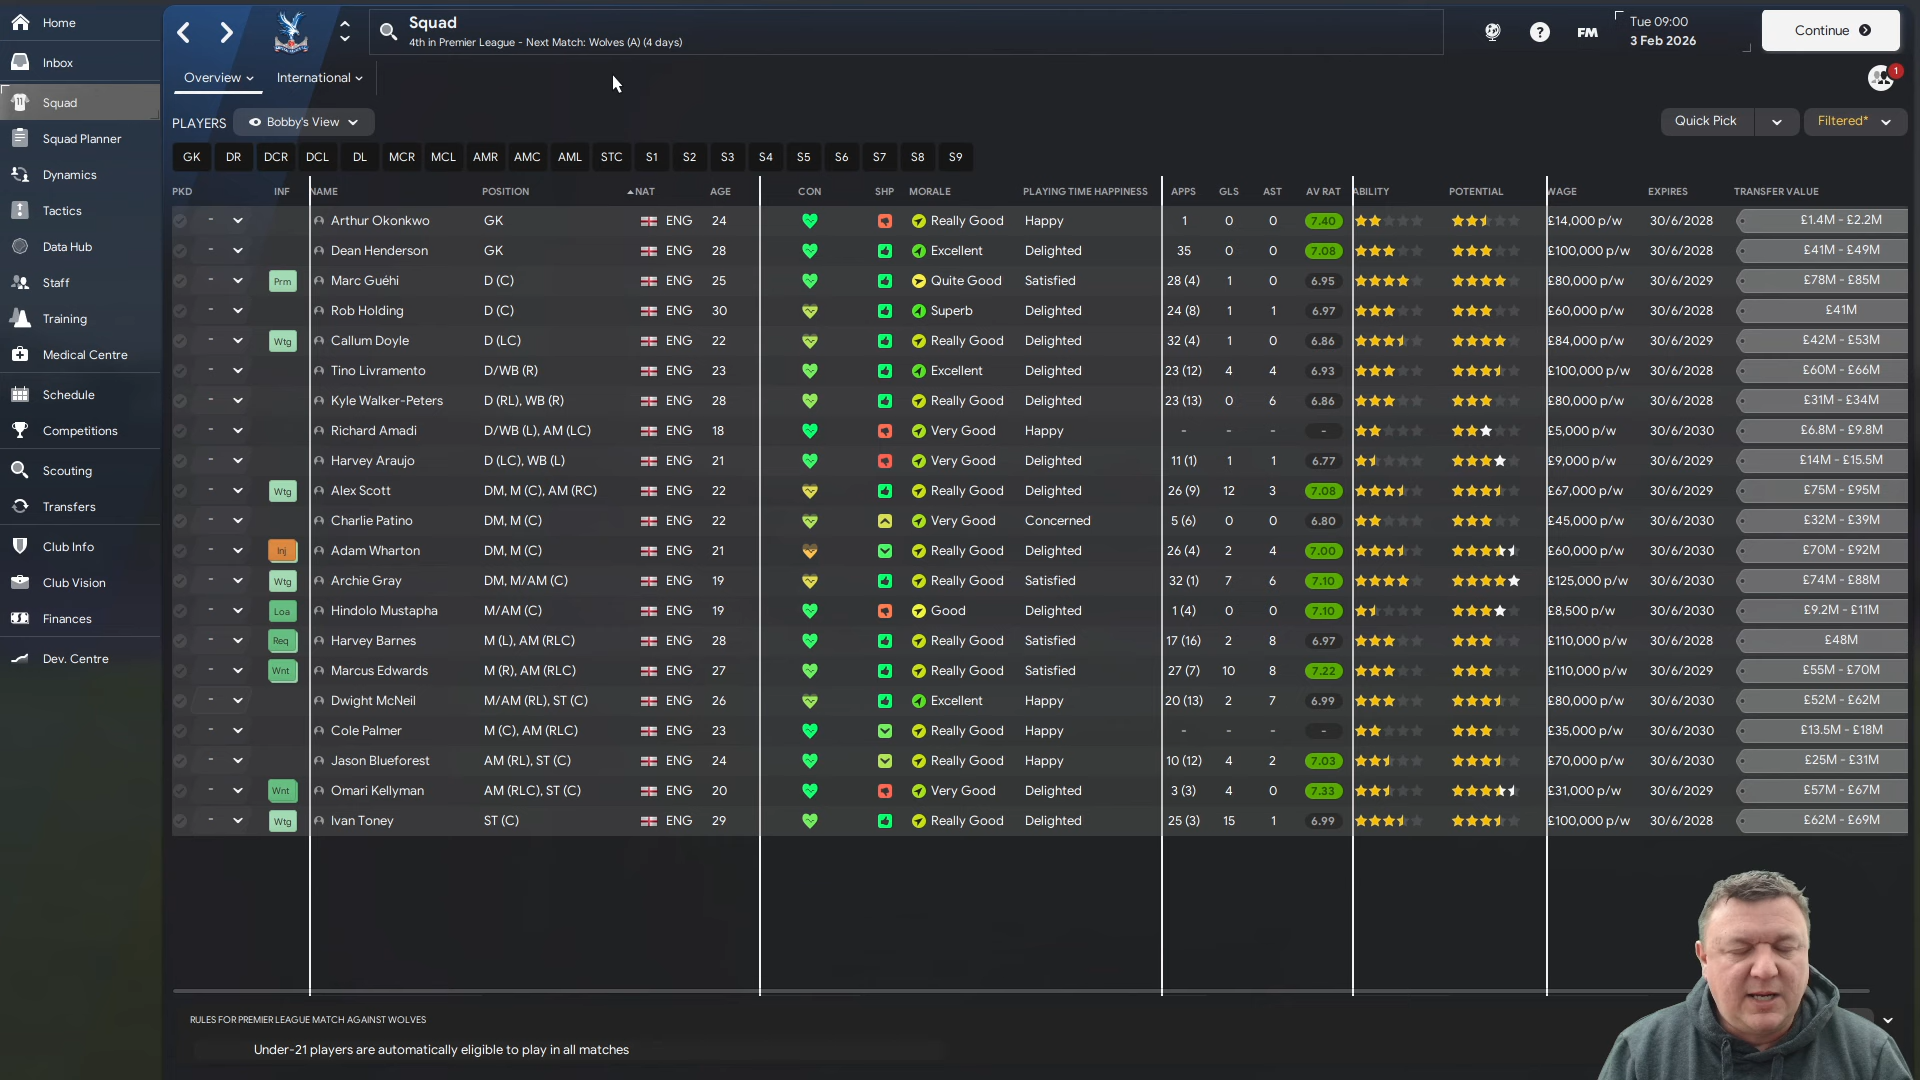 Home
Inbox
Squad
Squad Planner
Dynamics
Tactics
Data Hub
Staff
Training
Medical Centre
Schedule
Competitions
Scouting
Transfers
Club Info
Club Vision
Finances
Dev. Centre
Squad
4th in Premier League - Next Match: Wolves (A) (4 days)
FM
Tue 09:00
3 Feb 2026
Continue
Overview International
1
PLAYERS Bobby's View Quick Pick Filtered*
GK DR DCR DCL DL MCR MCL AMR AMC AML STC S1 S2 S3 S4 S5 S6 S7 S8 S9
PKD INF NAME POSITION NAT AGE CON SHP MORALE PLAYING TIME HAPPINESS APPS GLS AST AV RAT ABILITY POTENTIAL WAGE EXPIRES TRANSFER VALUE
- Arthur Okonkwo GK ENG 24 Really Good Happy 1 0 0 7.40 £14,000 p/w 30/6/2028 £1.4M - £2.2M
- Dean Henderson GK ENG 28 Excellent Delighted 35 0 0 7.08 £100,000 p/w 30/6/2028 £41M - £49M
- Prm Marc Guéhi D (C) ENG 25 Quite Good Satisfied 28 (4) 1 0 6.95 £80,000 p/w 30/6/2029 £78M - £85M
- Rob Holding D (C) ENG 30 Superb Delighted 24 (8) 1 1 6.97 £60,000 p/w 30/6/2028 £41M
- Wtg Callum Doyle D (LC) ENG 22 Really Good Delighted 32 (4) 1 0 6.86 £84,000 p/w 30/6/2029 £42M - £53M
- Tino Livramento D/WB (R) ENG 23 Excellent Delighted 23 (12) 4 4 6.93 £100,000 p/w 30/6/2028 £60M - £66M
- Kyle Walker-Peters D (RL), WB (R) ENG 28 Really Good Delighted 23 (13) 0 6 6.86 £80,000 p/w 30/6/2028 £31M - £34M
- Richard Amadi D/WB (L), AM (LC) ENG 18 Very Good Happy - - - - £5,000 p/w 30/6/2030 £6.8M - £9.8M
- Harvey Araujo D (LC), WB (L) ENG 21 Very Good Delighted 11 (1) 1 1 6.77 £9,000 p/w 30/6/2029 £14M - £15.5M
- Wtg Alex Scott DM, M (C), AM (RC) ENG 22 Really Good Delighted 26 (9) 12 3 7.08 £67,000 p/w 30/6/2029 £75M - £95M
- Charlie Patino DM, M (C) ENG 22 Very Good Concerned 5 (6) 0 0 6.80 £45,000 p/w 30/6/2030 £32M - £39M
- Inj Adam Wharton DM, M (C) ENG 21 Really Good Delighted 26 (4) 2 4 7.00 £60,000 p/w 30/6/2030 £70M - £92M
- Wtg Archie Gray DM, M/AM (C) ENG 19 Really Good Satisfied 32 (1) 7 6 7.10 £125,000 p/w 30/6/2030 £74M - £88M
- Loa Hindolo Mustapha M/AM (C) ENG 19 Good Delighted 1 (4) 0 0 7.10 £8,500 p/w 30/6/2030 £9.2M - £11M
- Req Harvey Barnes M (L), AM (RLC) ENG 28 Really Good Satisfied 17 (16) 2 8 6.97 £110,000 p/w 30/6/2028 £48M
- Wnt Marcus Edwards M (R), AM (RLC) ENG 27 Really Good Satisfied 27 (7) 10 8 7.22 £110,000 p/w 30/6/2029 £55M - £70M
- Dwight McNeil M/AM (RL), ST (C) ENG 26 Excellent Happy 20 (13) 2 7 6.99 £80,000 p/w 30/6/2030 £52M - £62M
- Cole Palmer M (C), AM (RLC) ENG 23 Really Good Happy - - - - £35,000 p/w 30/6/2030 £13.5M - £18M
- Jason Blueforest AM (RL), ST (C) ENG 24 Really Good Happy 10 (12) 4 2 7.03 £70,000 p/w 30/6/2030 £25M - £31M
- Wnt Omari Kellyman AM (RLC), ST (C) ENG 20 Very Good Delighted 3 (3) 4 0 7.33 £31,000 p/w 30/6/2029 £57M - £67M
- Wtg Ivan Toney ST (C) ENG 29 Really Good Delighted 25 (3) 15 1 6.99 £100,000 p/w 30/6/2028 £62M - £69M
RULES FOR PREMIER LEAGUE MATCH AGAINST WOLVES
Under-21 players are automatically eligible to play in all matches